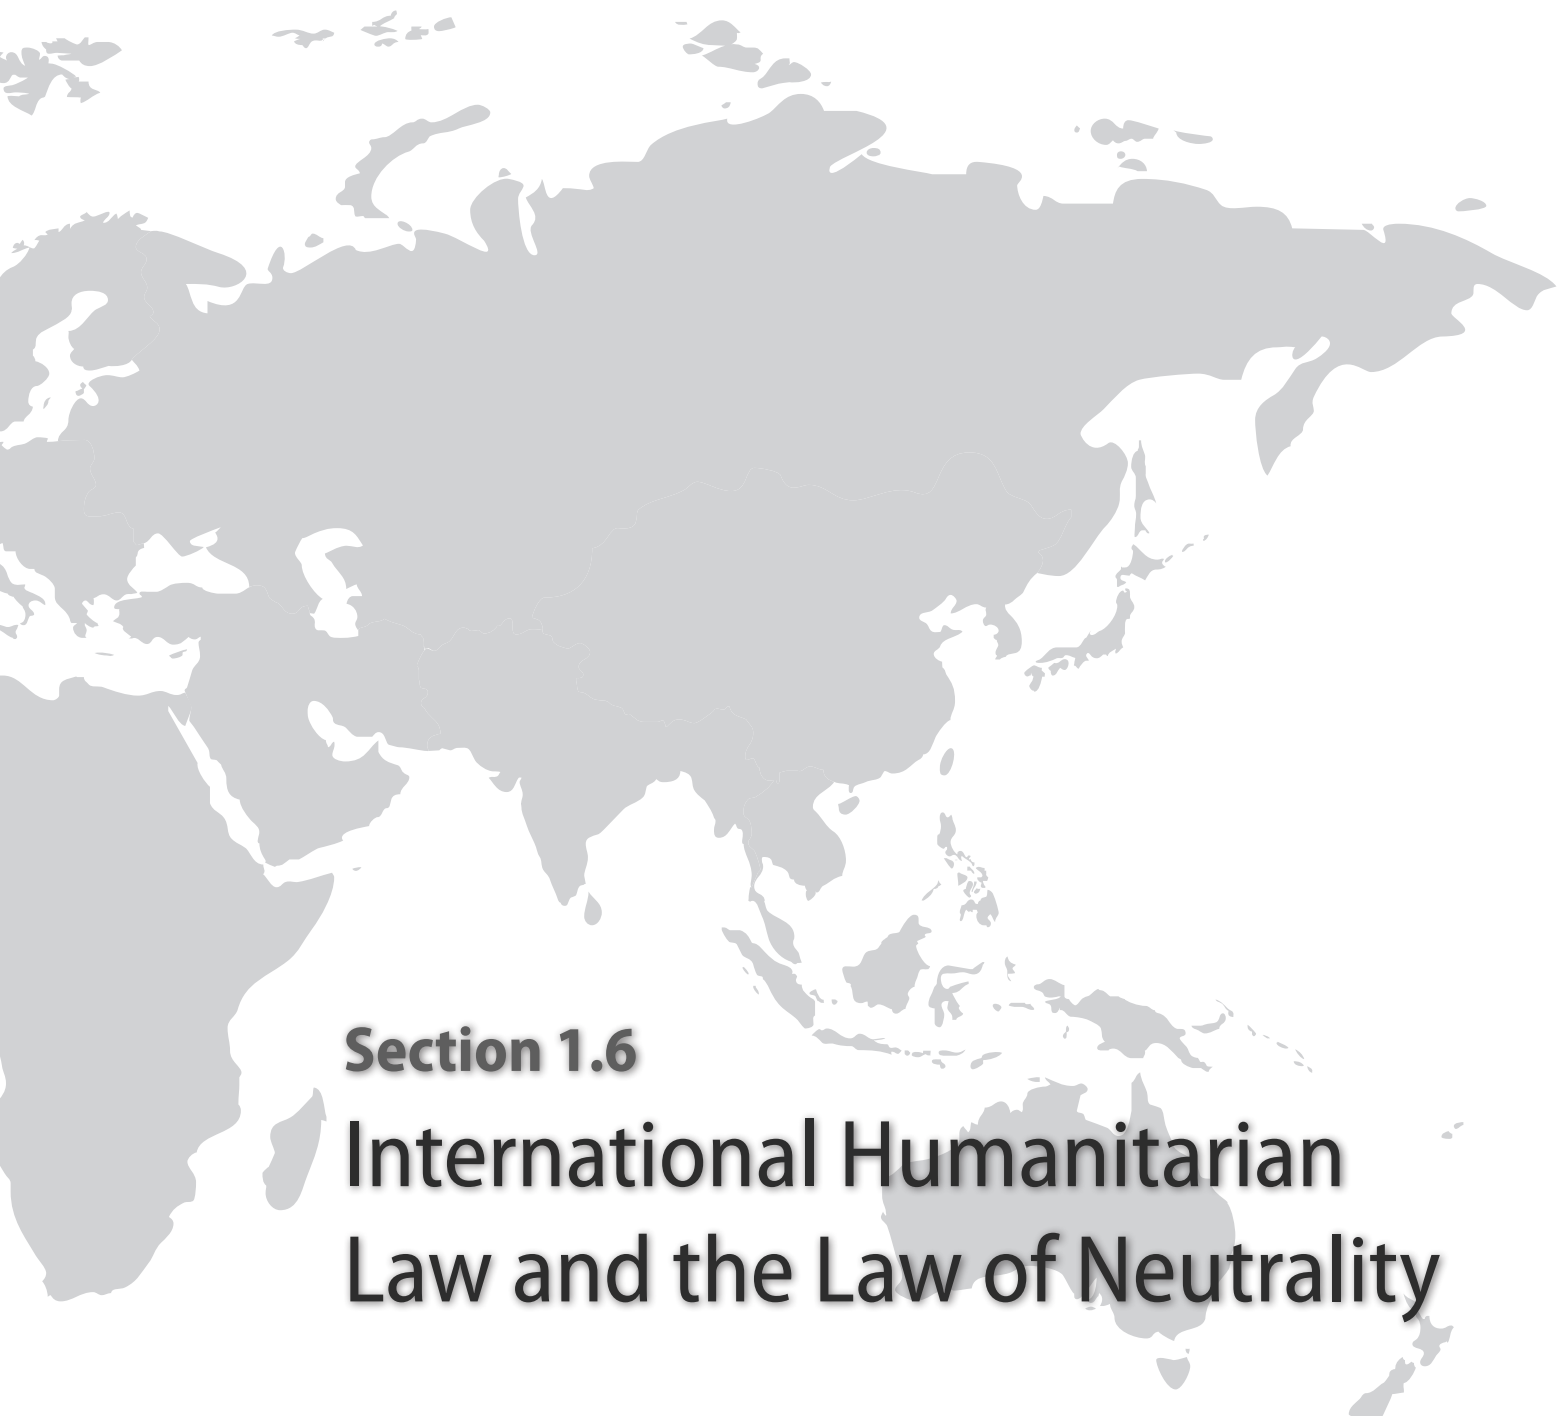 Section 1.6
International Humanitarian
Law and the Law of Neutrality